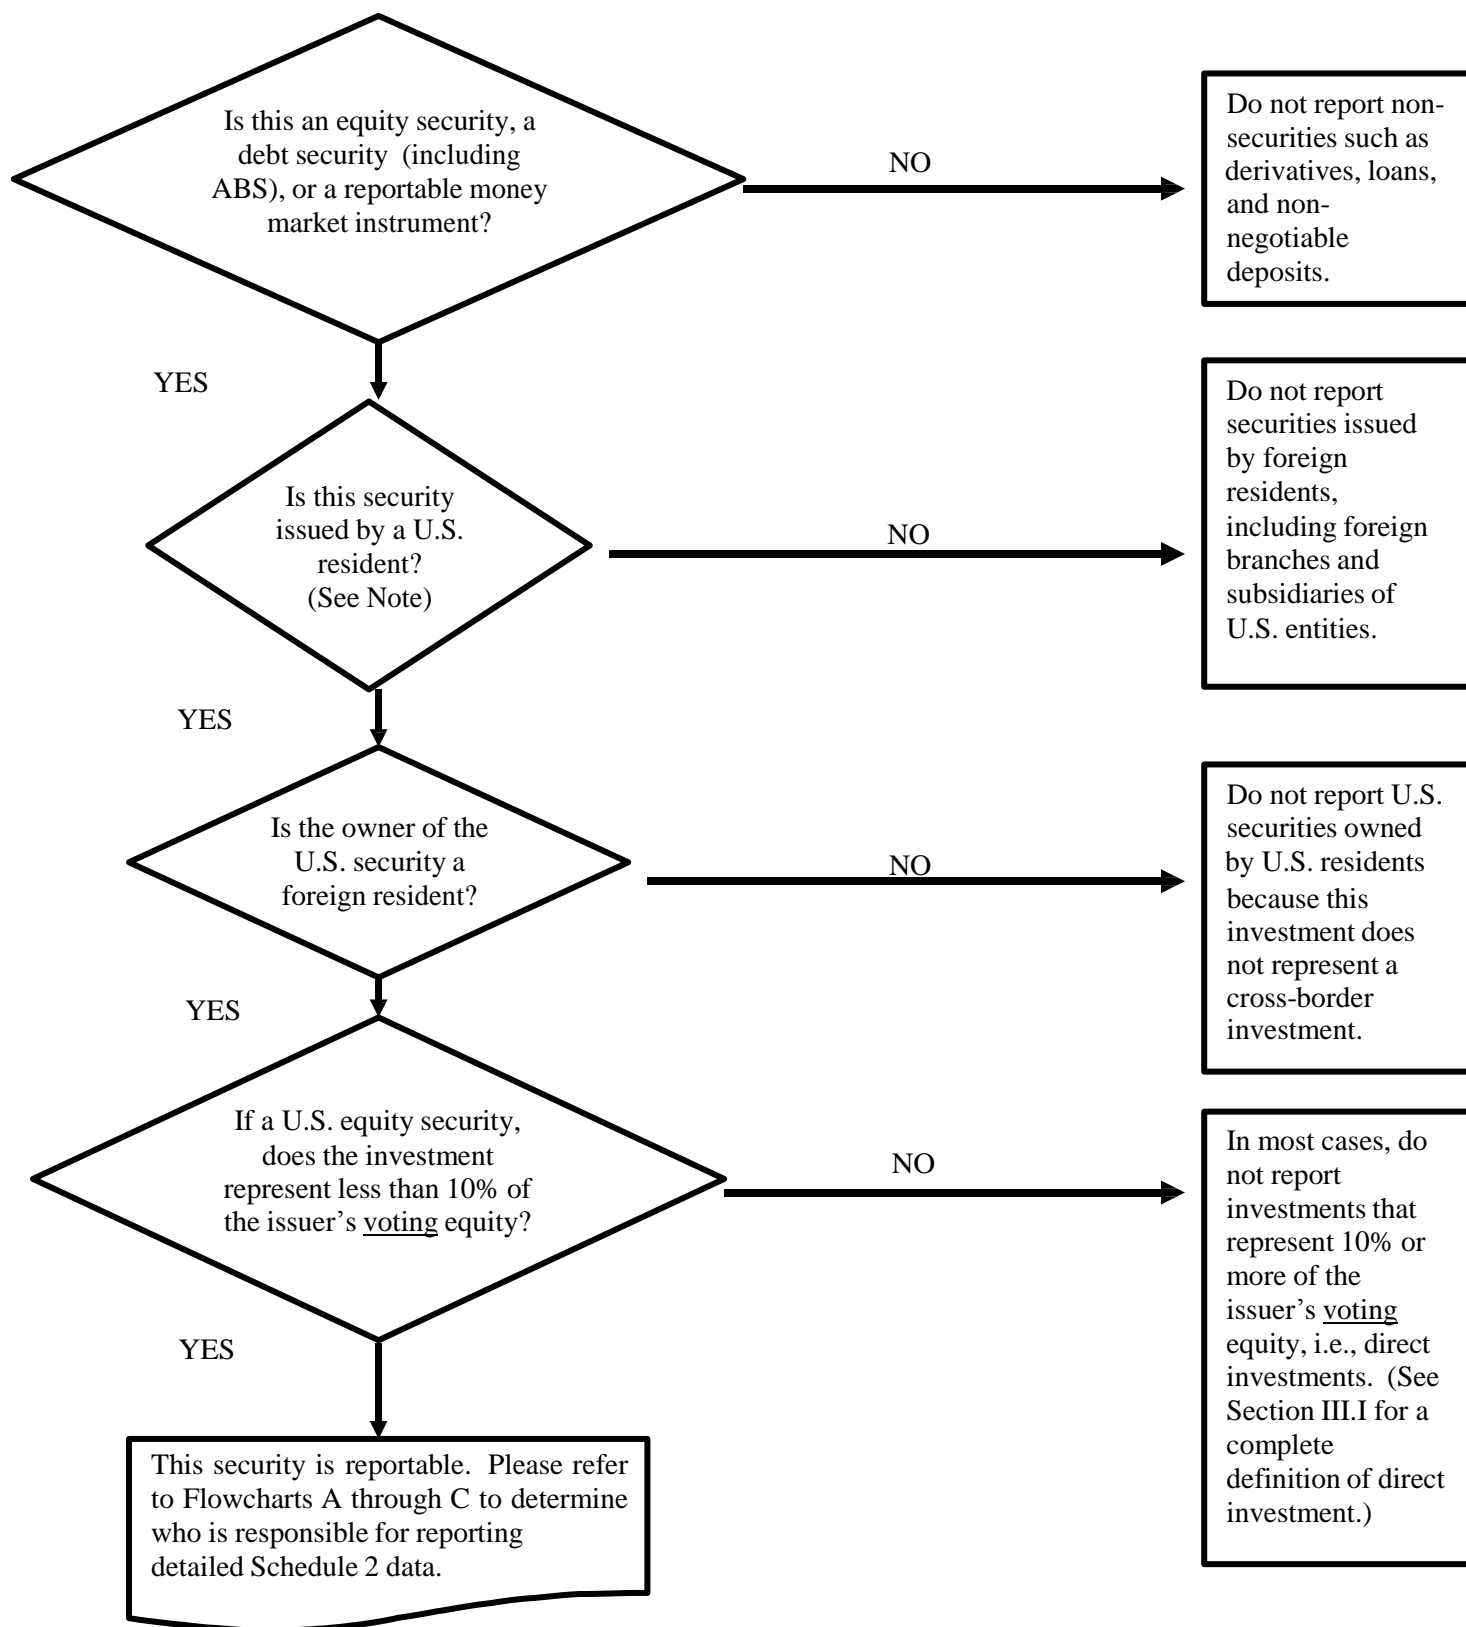 Is this an equity security, a
debt security (including
ABS), or a reportable money
market instrument?
NO
Do not report non-
securities such as
derivatives, loans,
and non-
negotiable
deposits.
YES
Is this security
issued by a U.S.
resident?
(See Note)
NO
Do not report
securities issued
by foreign
residents,
including foreign
branches and
subsidiaries of
U.S. entities.
YES
Is the owner of the
U.S. security a
foreign resident?
NO
Do not report U.S.
securities owned
by U.S. residents
because this
investment does
not represent a
cross-border
investment.
YES
If a U.S. equity security,
does the investment
represent less than 10% of
the issuer’s voting equity?
NO
In most cases, do
not report
investments that
represent 10% or
more of the
issuer’s voting
equity, i.e., direct
investments. (See
Section III.I for a
complete
definition of direct
investment.)
YES
This security is reportable. Please refer
to Flowcharts A through C to determine
who is responsible for reporting
detailed Schedule 2 data.